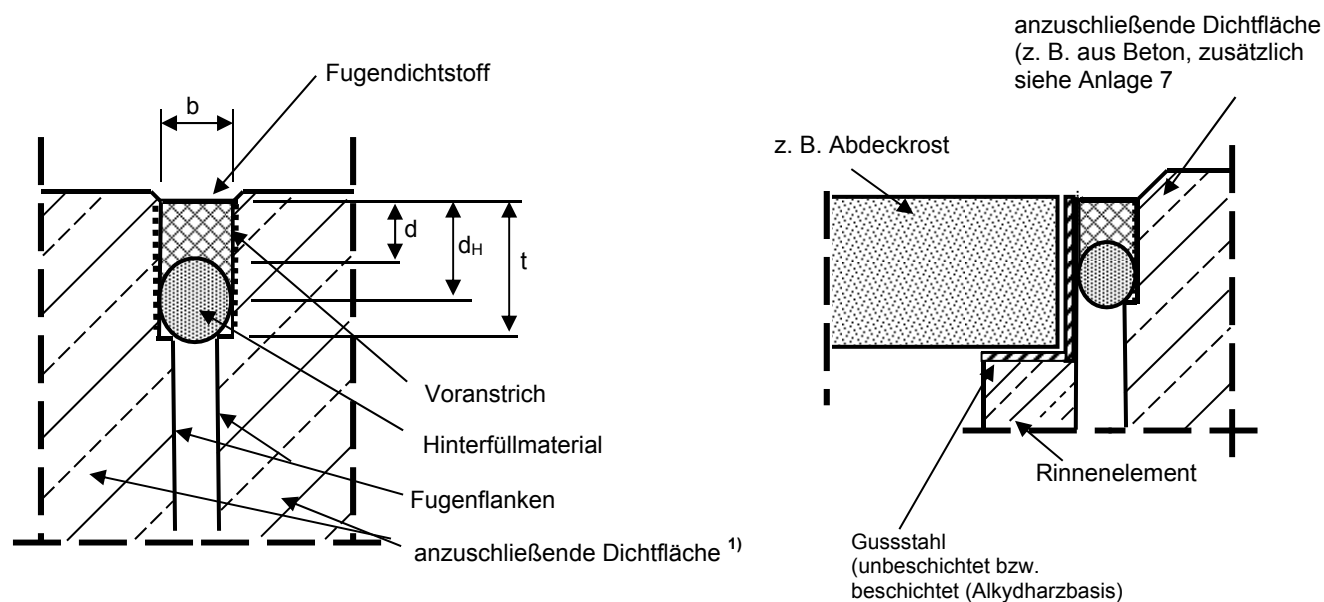 Fugendichtstoff
b
d
dH
t
Voranstrich
Hinterfüllmaterial
Fugenflanken
anzuschließende Dichtfläche 1)
anzuschließende Dichtfläche
(z. B. aus Beton, zusätzlich
siehe Anlage 7
z. B. Abdeckrost
Rinnenelement
Gussstahl
(unbeschichtet bzw.
beschichtet (Alkydharzbasis)